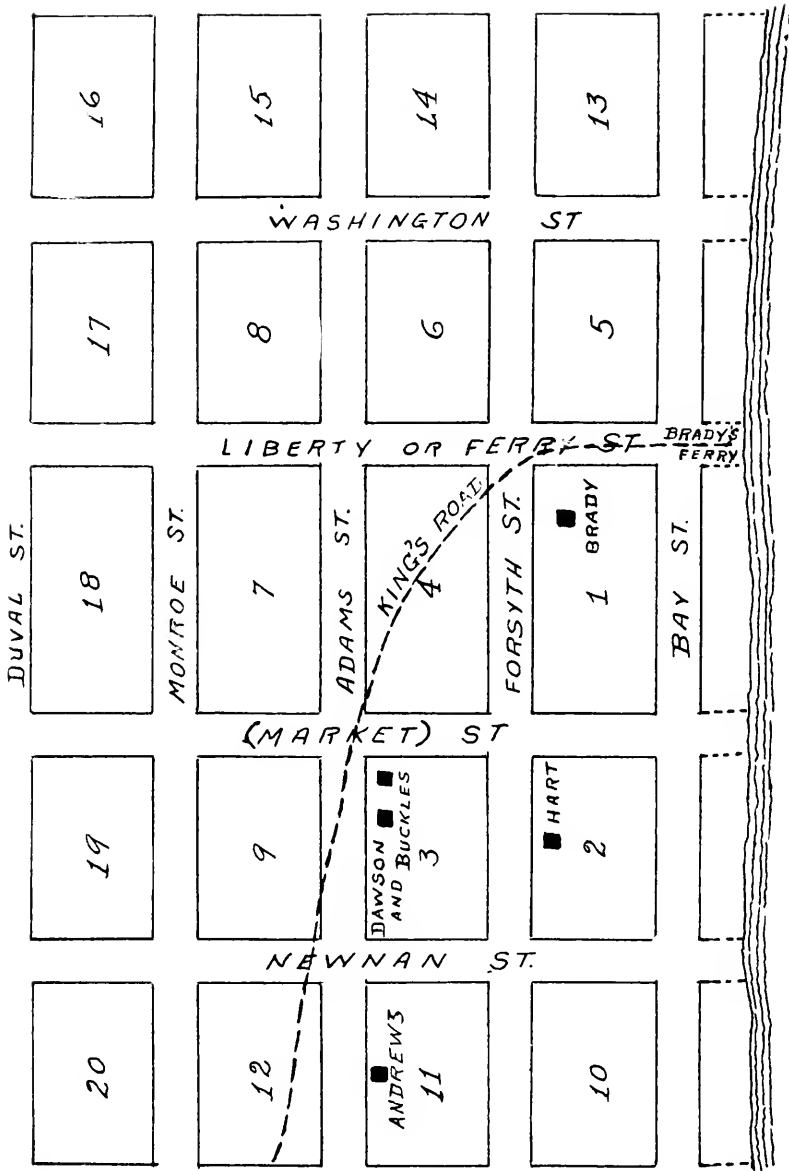 16
15
14
13
WASHINGTON ST
17
8
6
5
LIBERTY OR FERRY ST
BRADY'S
FERRY
DUVAL ST.
18
MONROE ST.
7
ADAMS ST.
KING'S ROAD
4
FORSYTH ST.
1
BRADY
BAY ST.
(MARKET) ST
19
9
DAWSON
AND BUCKLES
3
HART
2
NEWNAN ST.
20
12
ANDREWS
11
10